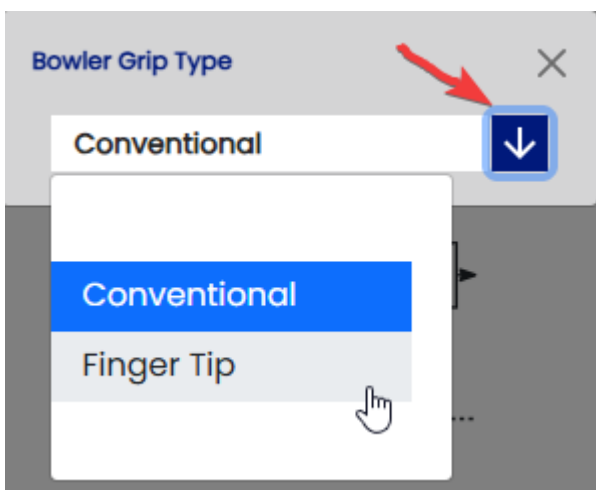 Bowler Grip Type
Conventional
Conventional
Finger Tip
...